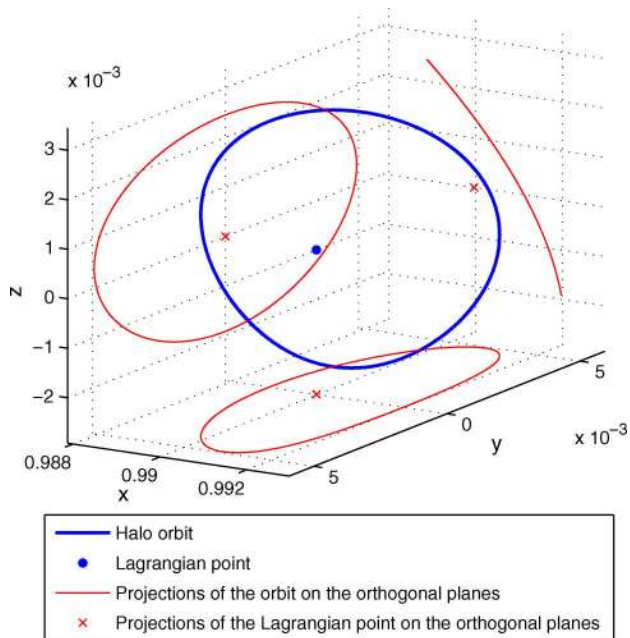 x 10⁻³
3
2
1
0
−1
−2
z
0.988
0.99
0.992
x
5
0
5
y
x 10⁻³
Halo orbit
Lagrangian point
Projections of the orbit on the orthogonal planes
Projections of the Lagrangian point on the orthogonal planes